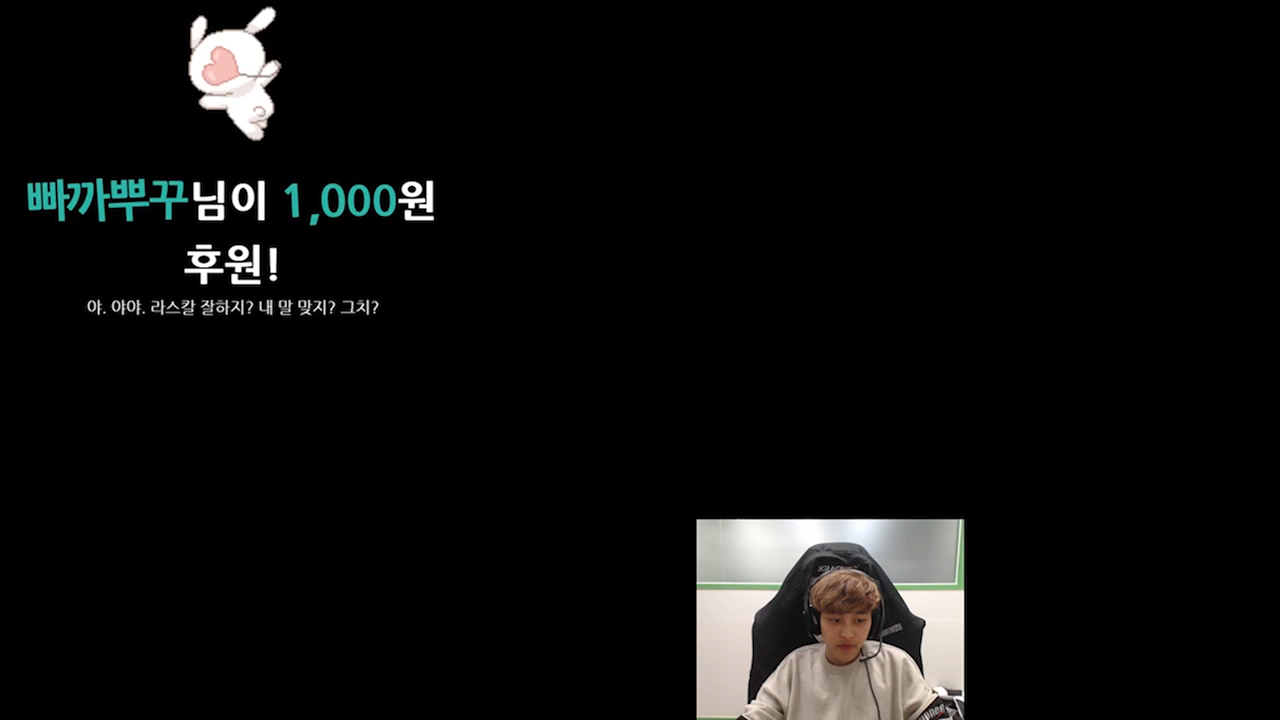 빠까뿌꾸님이 1,000원
후원!
야. 야야. 라스칼 잘하지? 내 말 맞지? 그치?